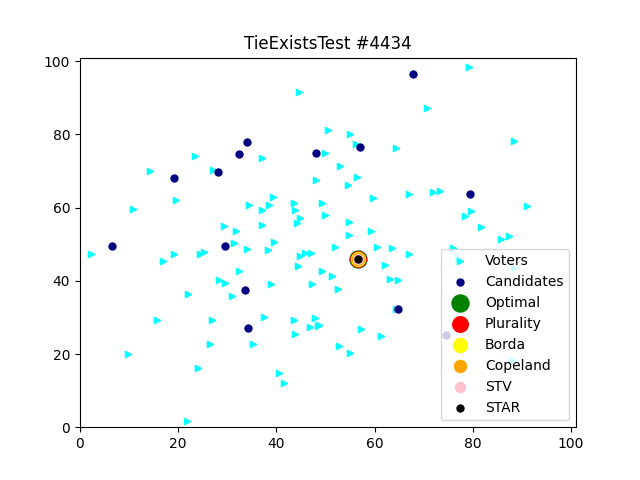 TieExistsTest #4434
100
80
60
40
20
0
0
20
40
60
80
100
Voters
Candidates
Optimal
Plurality
Borda
Copeland
STV
STAR